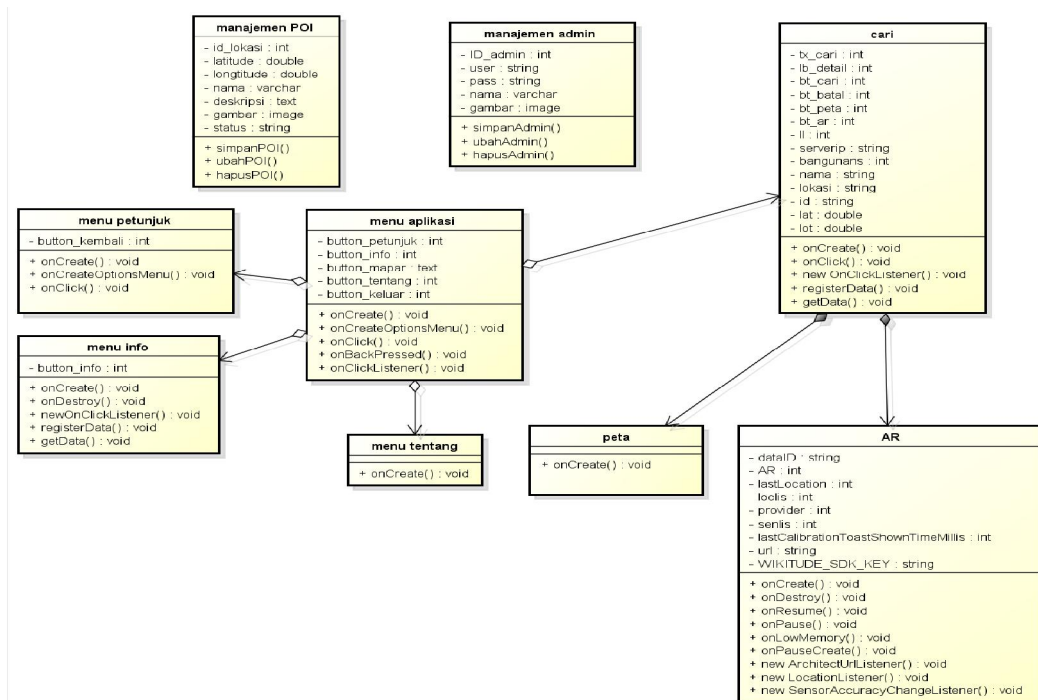 manajemen POI
- id_lokasi : int
- latitude : double
- longtitude : double
- nama : varchar
- deskripsi : text
- gambar : image
- status : string
+ simpanPOI()
+ ubahPOI()
+ hapusPOI()
manajemen admin
- ID_admin : int
- user : string
- pass : string
- nama : varchar
- gambar : image
+ simpanAdmin()
+ ubahAdmin()
+ hapusAdmin()
cari
- tx_cari : int
- lb_detail : int
- bt_cari : int
- bt_batal : int
- bt_peta : int
- bt_ar : int
- ll : int
- serverip : string
- bangunans : int
- nama : string
- lokasi : string
- id : string
- lat : double
- lot : double
+ onCreate() : void
+ onClick() : void
+ new OnClickListener() : void
+ registerData() : void
+ getData() : void
menu petunjuk
- button_kembali : int
+ onCreate() : void
+ onCreateOptionsMenu() : void
+ onClick() : void
menu aplikasi
- button_petunjuk : int
- button_info : int
- button_mapar : text
- button_tentang : int
- button_keluar : int
+ onCreate() : void
+ onCreateOptionsMenu() : void
+ onClick() : void
+ onBackPressed() : void
+ onClickListener() : void
menu info
- button_info : int
+ onCreate() : void
+ onDestroy() : void
+ newOnClickListener() : void
+ registerData() : void
+ getData() : void
menu tentang
+ onCreate() : void
peta
+ onCreate() : void
AR
- dataID : string
- AR : int
- lastLocation : int
- loclis : int
- provider : int
- senlis : int
- lastCalibrationToastShownTimeMillis : int
- url : string
- WIKITUDE_SDK_KEY : string
+ onCreate() : void
+ onDestroy() : void
+ onResume() : void
+ onPause() : void
+ onLowMemory() : void
+ onPauseCreate() : void
+ new ArchitectUrlListener() : void
+ new LocationListener() : void
+ new SensorAccuracyChangeListener() : void